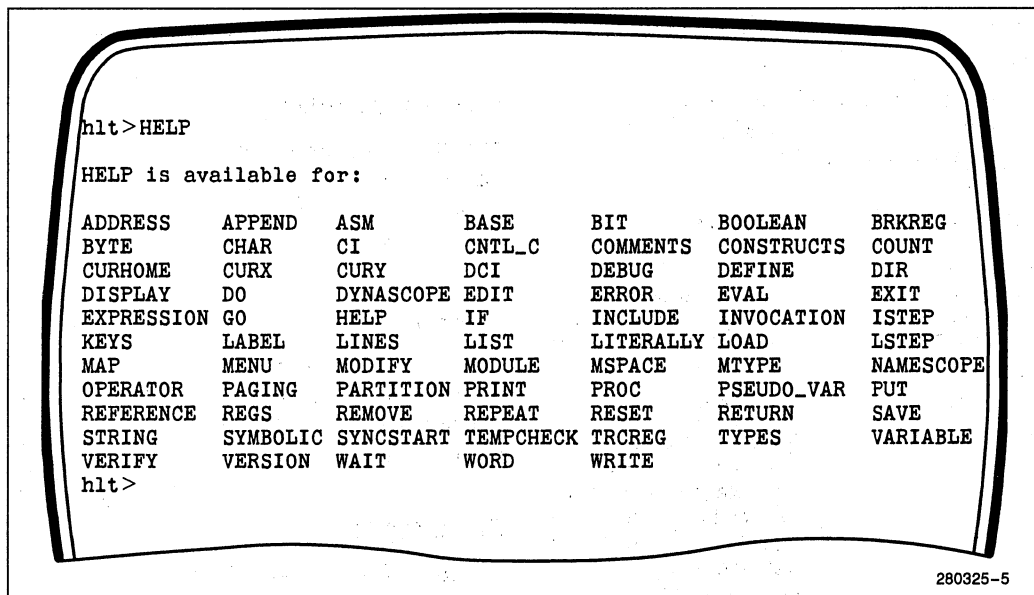 hlt>HELP
HELP is available for:
ADDRESS APPEND ASM BASE BIT BOOLEAN BRKREG
BYTE CHAR CI CNTL_C COMMENTS CONSTRUCTS COUNT
CURHOME CURX CURY DCI DEBUG DEFINE DIR
DISPLAY DO DYNASCOPE EDIT ERROR EVAL EXIT
EXPRESSION GO HELP IF INCLUDE INVOCATION ISTEP
KEYS LABEL LINES LIST LITERALLY LOAD LSTEP
MAP MENU MODIFY MODULE MSPACE MTYPE NAMESCOPE
OPERATOR PAGING PARTITION PRINT PROC PSEUDO_VAR PUT
REFERENCE REGS REMOVE REPEAT RESET RETURN SAVE
STRING SYMBOLIC SYNCSTART TEMPCHECK TRCREG TYPES VARIABLE
VERIFY VERSION WAIT WORD WRITE
hlt>
280325-5